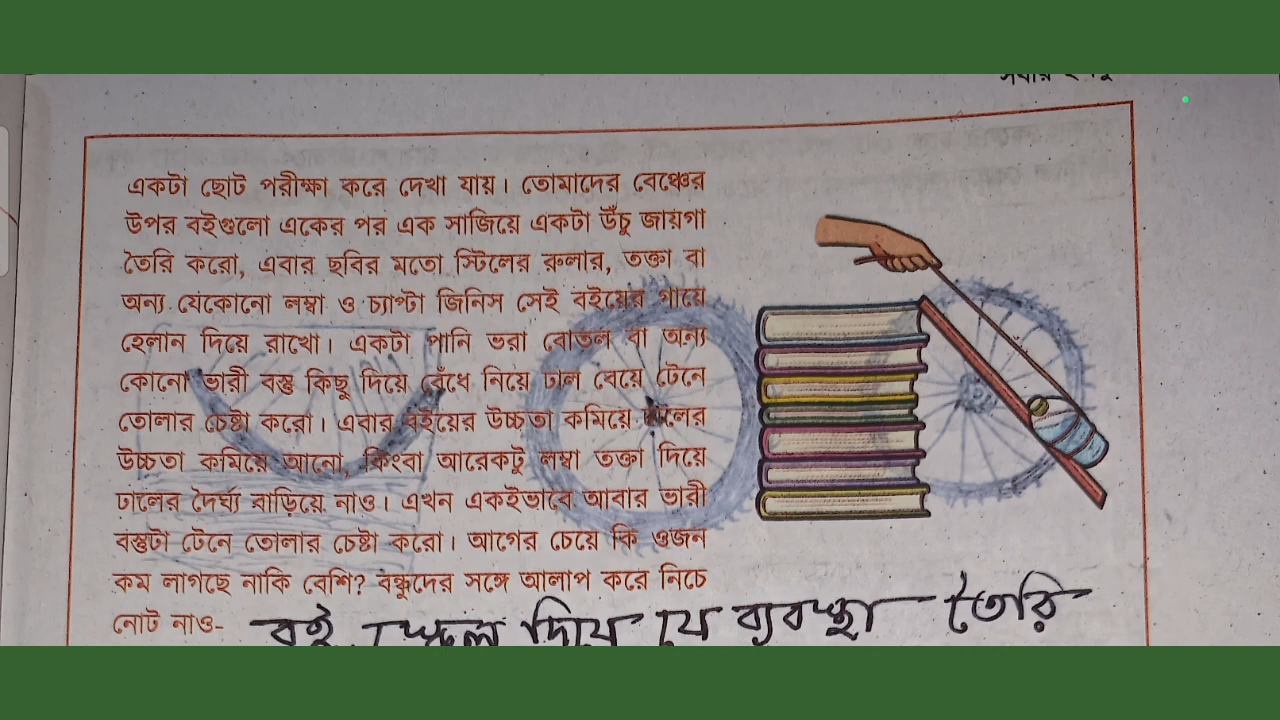 একটা ছোট পরীক্ষা করে দেখা যায়। তোমাদের বেঞ্চের
উপর বইগুলো একের পর এক সাজিয়ে একটা উঁচু জায়গা
তৈরি করো, এবার ছবির মতো স্টিলের রুলার, তক্তা বা
অন্য যেকোনো লম্বা ও চ্যাপ্টা জিনিস সেই বইয়ের গায়ে
হেলান দিয়ে রাখো। একটা পানি ভরা বোতল বা অন্য
কোনো ভারী বস্তু কিছু দিয়ে বেঁধে নিয়ে ঢাল বেয়ে টেনে
তোলার চেষ্টা করো। এবার বইয়ের উচ্চতা কমিয়ে ঢালের
উচ্চতা কমিয়ে আনো, কিংবা আরেকটু লম্বা তক্তা দিয়ে
ঢালের দৈর্ঘ্য বাড়িয়ে নাও। এখন একইভাবে আবার ভারী
বস্তুটা টেনে তোলার চেষ্টা করো। আগের চেয়ে কি ওজন
কম লাগছে নাকি বেশি? বন্ধুদের সঙ্গে আলাপ করে নিচে
নোট নাও-
বই স্কেল দিয়ে যে ব্যবস্থা তৈরি